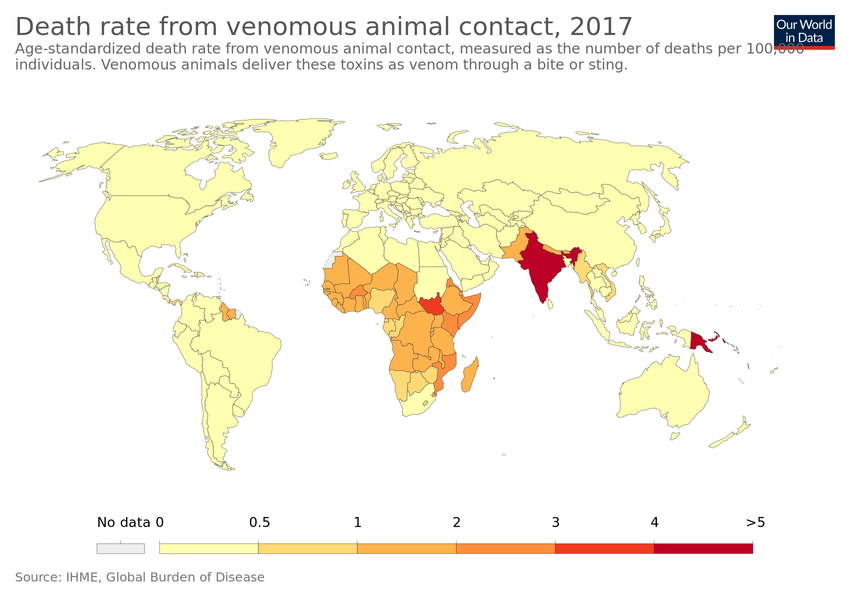 Death rate from venomous animal contact, 2017
Our World
in Data
Age-standardized death rate from venomous animal contact, measured as the number of deaths per 100,000
individuals. Venomous animals deliver these toxins as venom through a bite or sting.
No data 0 0.5 1 2 3 4 >5
Source: IHME, Global Burden of Disease